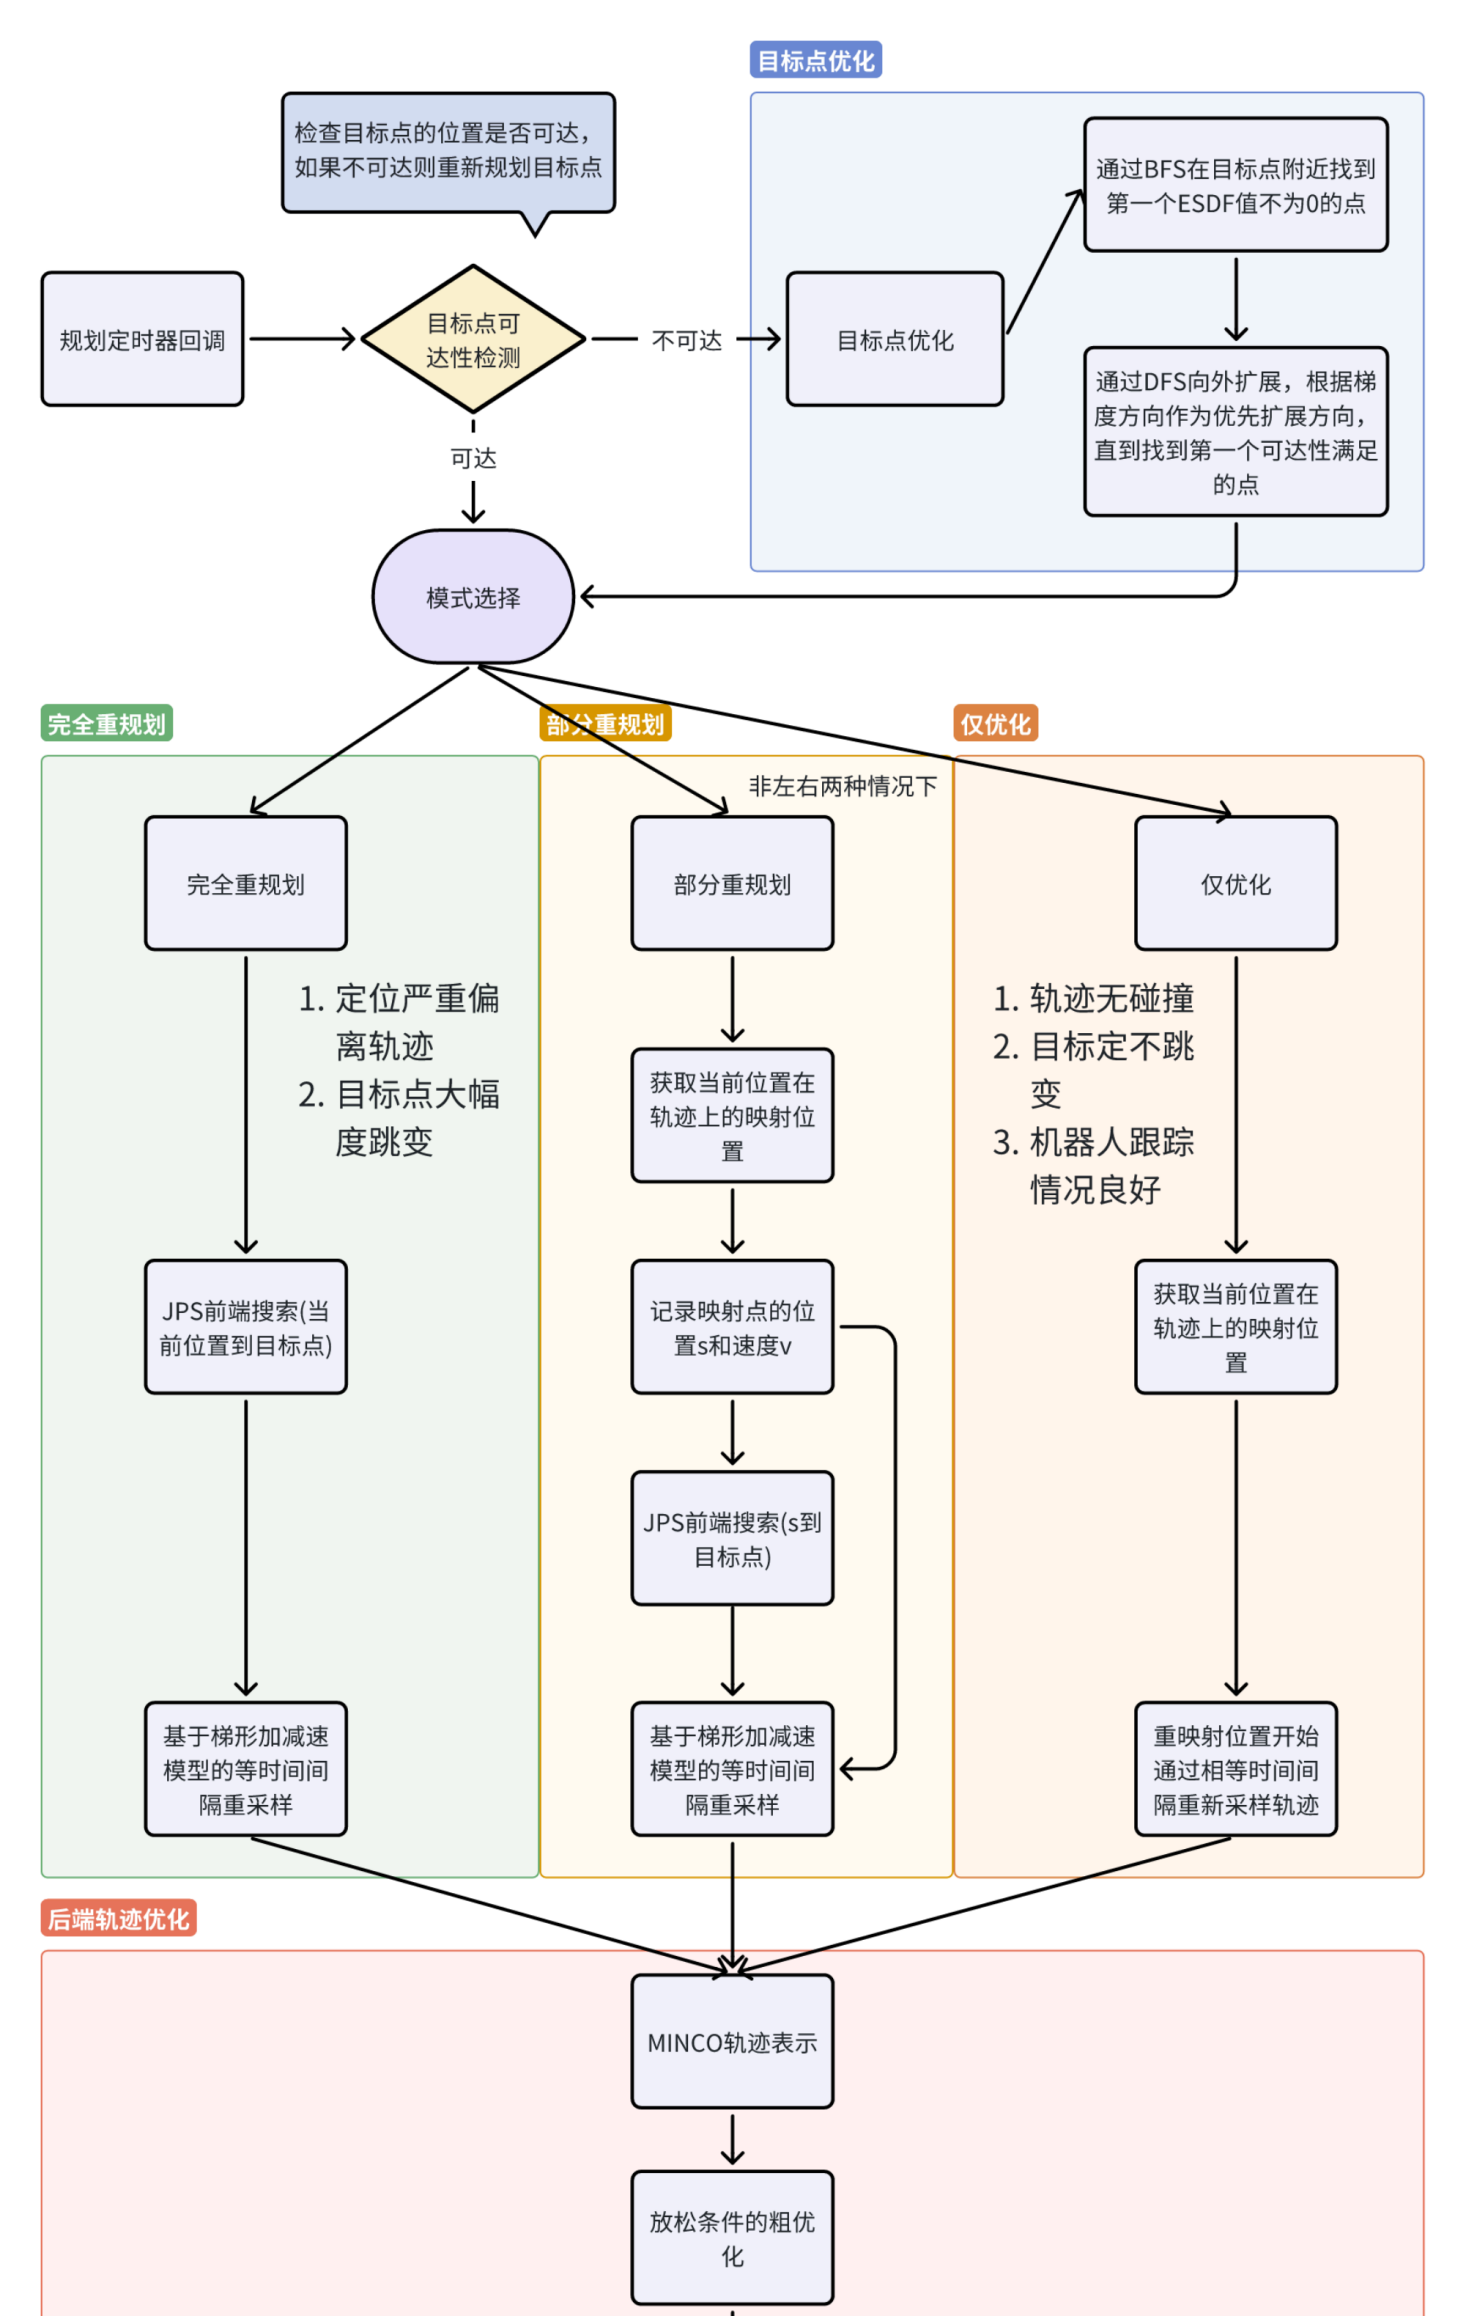 目标点优化
检查目标点的位置是否可达，
如果不可达则重新规划目标点
通过BFS在目标点附近找到
第一个ESDF值不为0的点
规划定时器回调
目标点可
达性检测
不可达
目标点优化
通过DFS向外扩展，根据梯
度方向作为优先扩展方向，
直到找到第一个可达性满足
的点
可达
模式选择
完全重规划
部分重规划
仅优化
非左右两种情况下
完全重规划
部分重规划
仅优化
1. 定位严重偏
离轨迹
2. 目标点大幅
度跳变
获取当前位置在
轨迹上的映射位
置
1. 轨迹无碰撞
2. 目标定不跳
变
3. 机器人跟踪
情况良好
JPS前端搜索(当
前位置到目标点)
记录映射点的位
置s和速度v
获取当前位置在
轨迹上的映射位
置
JPS前端搜索(s到
目标点)
基于梯形加减速
模型的等时间间
隔重采样
基于梯形加减速
模型的等时间间
隔重采样
重映射位置开始
通过相等时间间
隔重新采样轨迹
后端轨迹优化
MINCO轨迹表示
放松条件的粗优
化